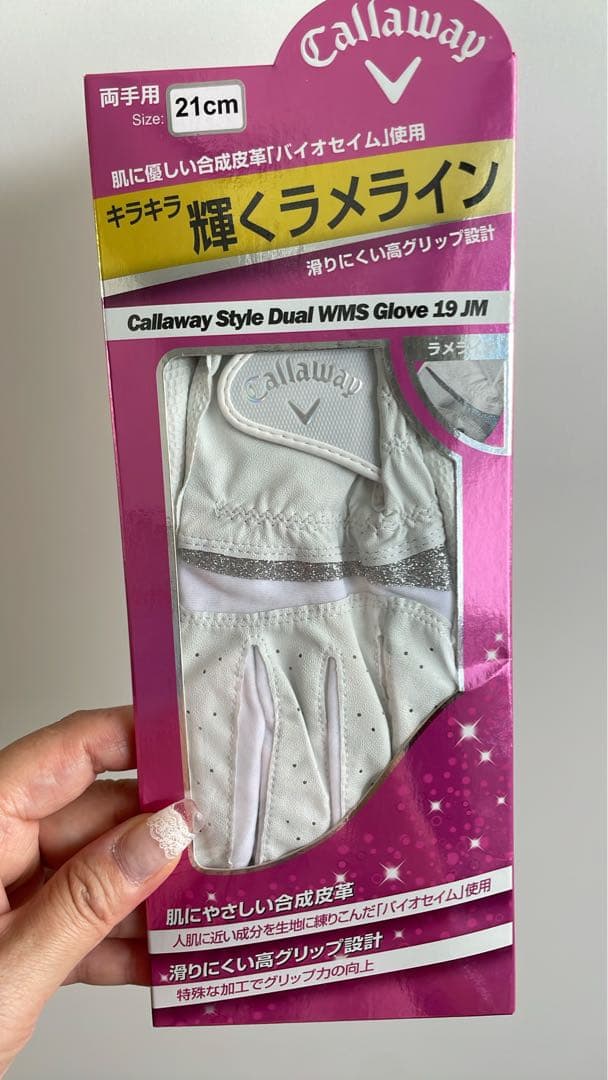 Callaway
両手用
Size: 21cm
肌に優しい合成皮革「バイオセイム」使用
キラキラ 輝くラメライン
滑りにくい高グリップ設計
Callaway Style Dual WMS Glove 19 JM
ラメライ
Callaway
肌にやさしい合成皮革
人肌に近い成分を生地に練りこんだ「バイオセイム」使用
滑りにくい高グリップ設計
特殊な加工でグリップ力の向上